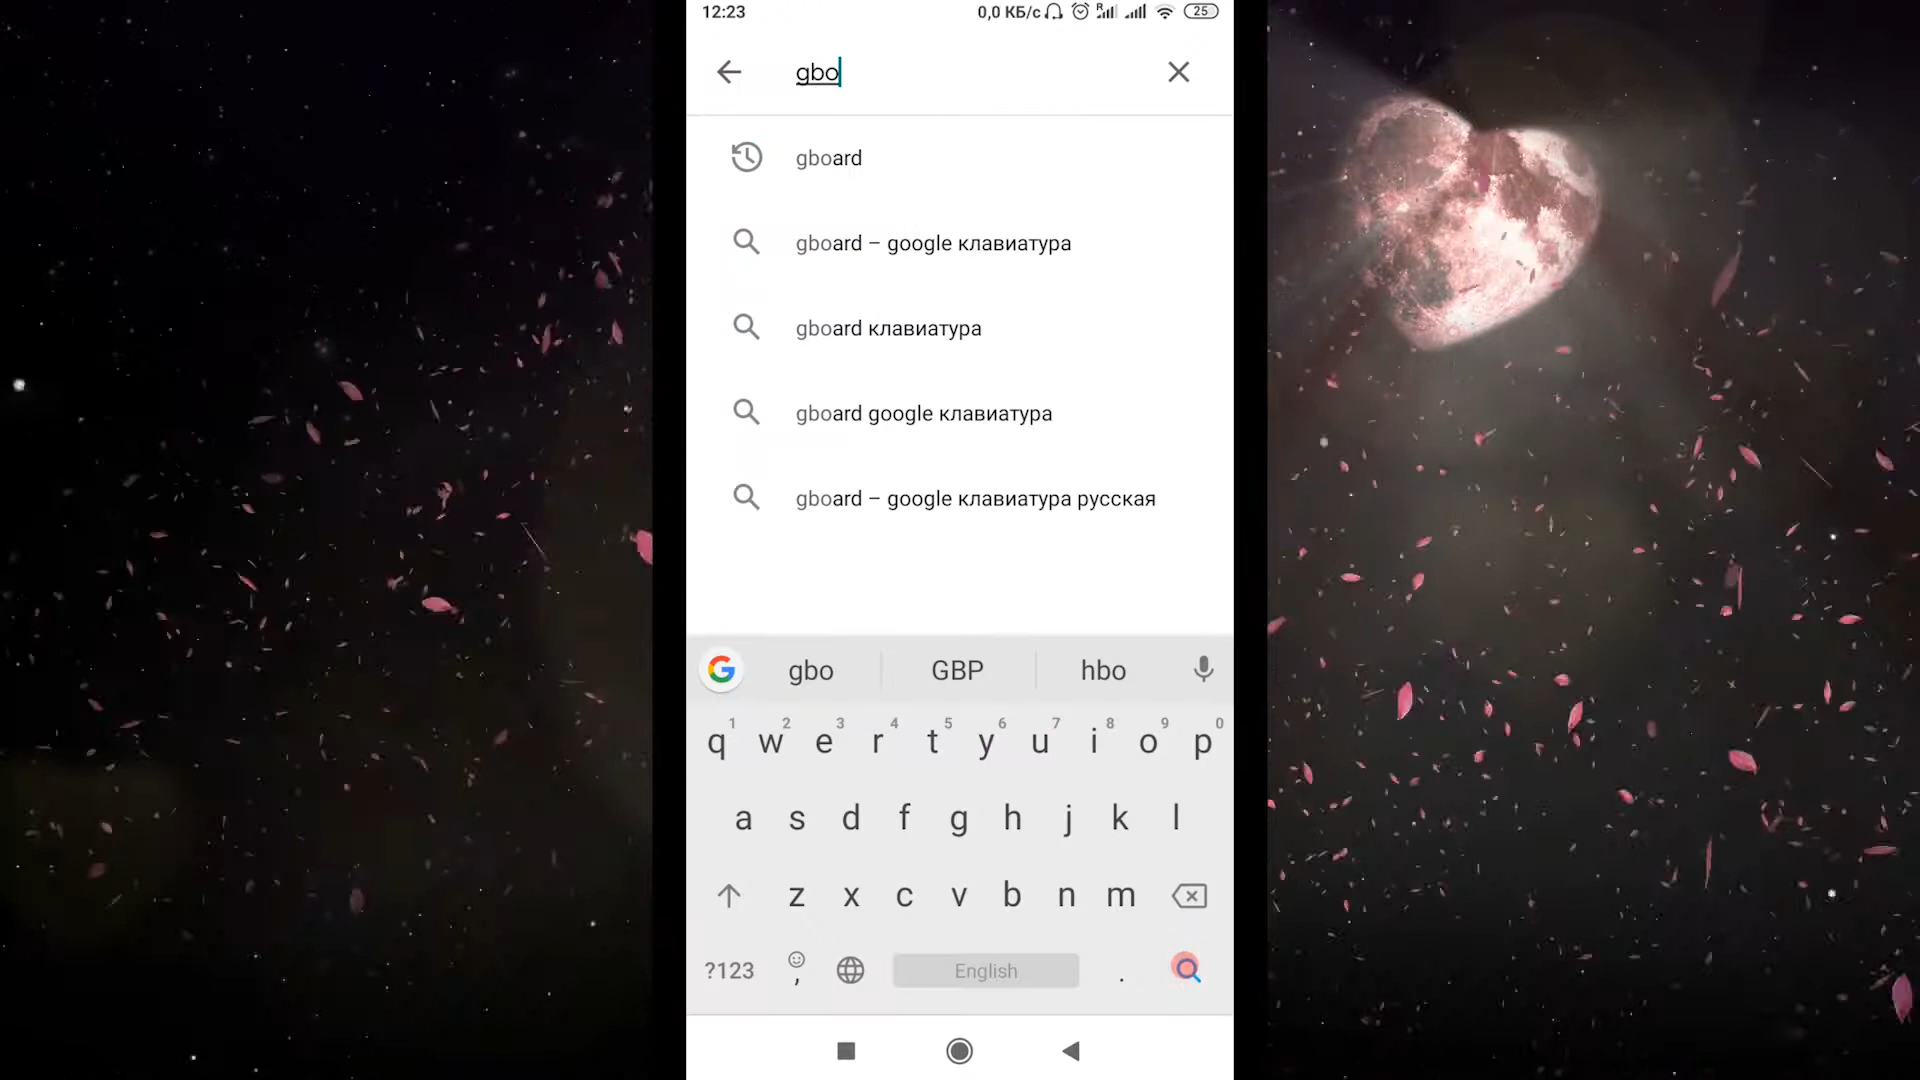 12:23 0,0 КБ/с R 25
gbo
gboard
gboard – google клавиатура
gboard клавиатура
gboard google клавиатура
gboard – google клавиатура русская
G gbo GBP hbo
1 2 3 4 5 6 7 8 9 0
q w e r t y u i o p
a s d f g h j k l
z x c v b n m
?123 , English .